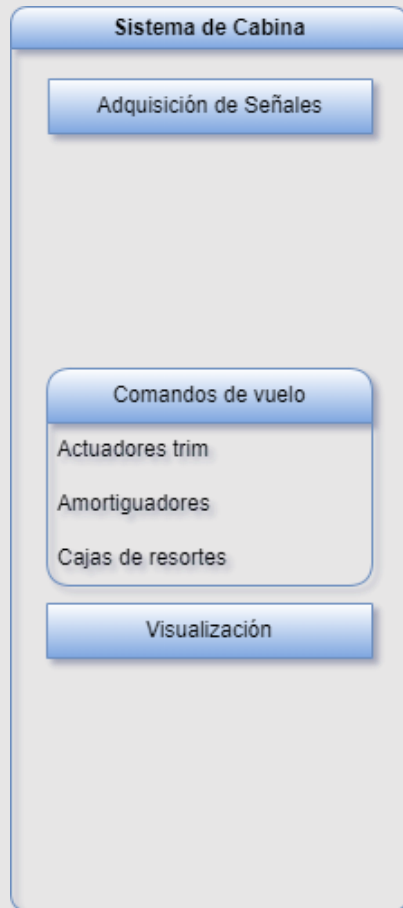 Sistema de Cabina
Adquisición de Señales
Comandos de vuelo
Actuadores trim
Amortiguadores
Cajas de resortes
Visualización